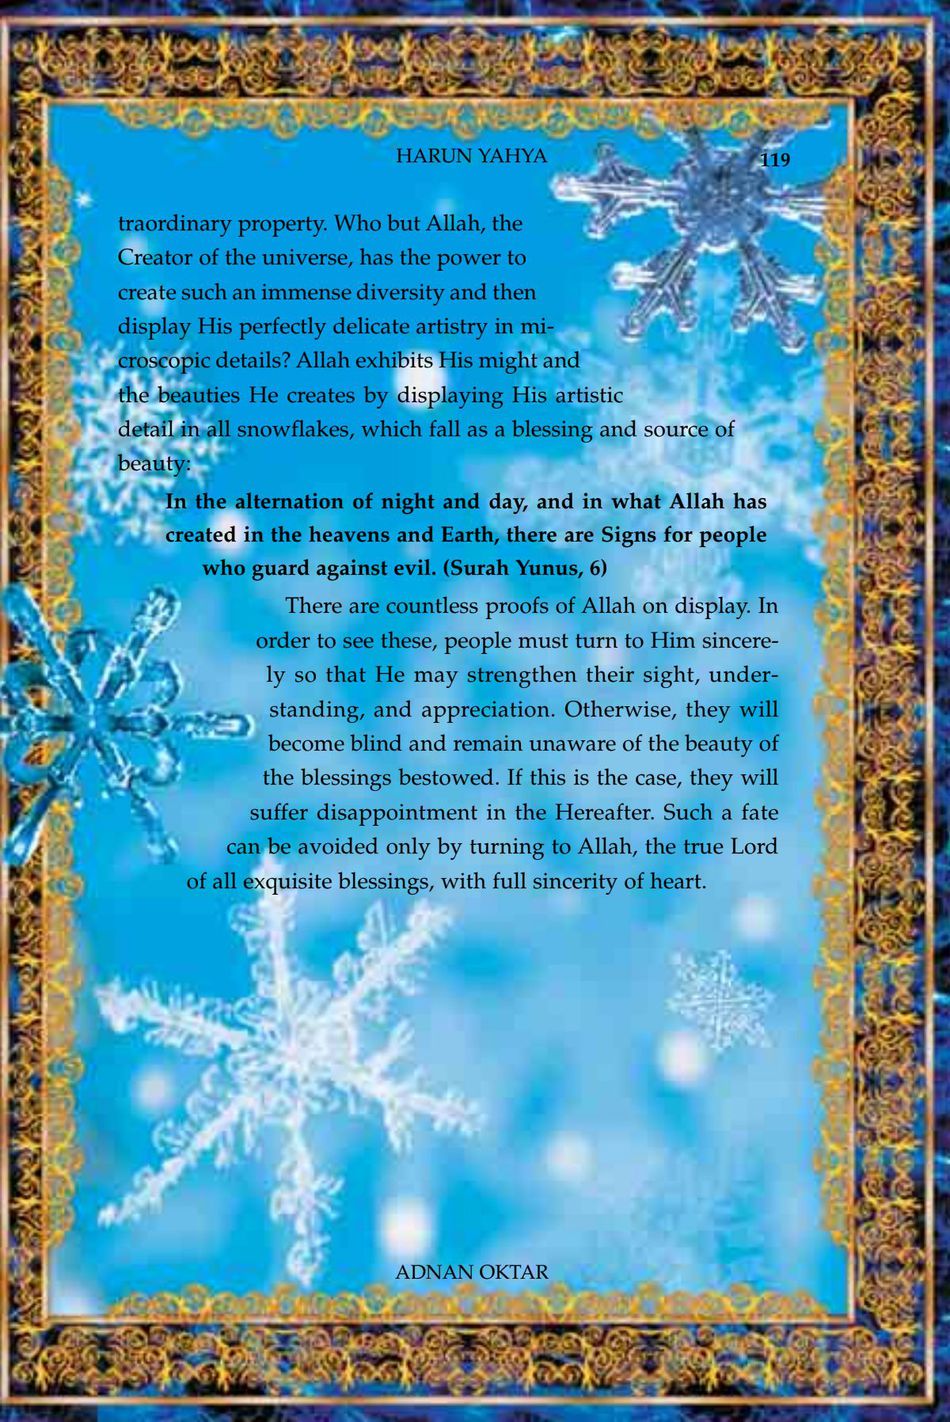 HARUN YAHYA
119
traordinary property. Who but Allah, the
Creator of the universe, has the power to
create such an immense diversity and then
display His perfectly delicate artistry in mi-
croscopic details? Allah exhibits His might and
the beauties He creates by displaying His artistic
detail in all snowflakes, which fall as a blessing and source of
beauty:
In the alternation of night and day, and in what Allah has
created in the heavens and Earth, there are Signs for people
who guard against evil. (Surah Yunus, 6)
There are countless proofs of Allah on display. In
order to see these, people must turn to Him sincere-
ly so that He may strengthen their sight, under-
standing, and appreciation. Otherwise, they will
become blind and remain unaware of the beauty of
the blessings bestowed. If this is the case, they will
suffer disappointment in the Hereafter. Such a fate
can be avoided only by turning to Allah, the true Lord
of all exquisite blessings, with full sincerity of heart.
ADNAN OKTAR